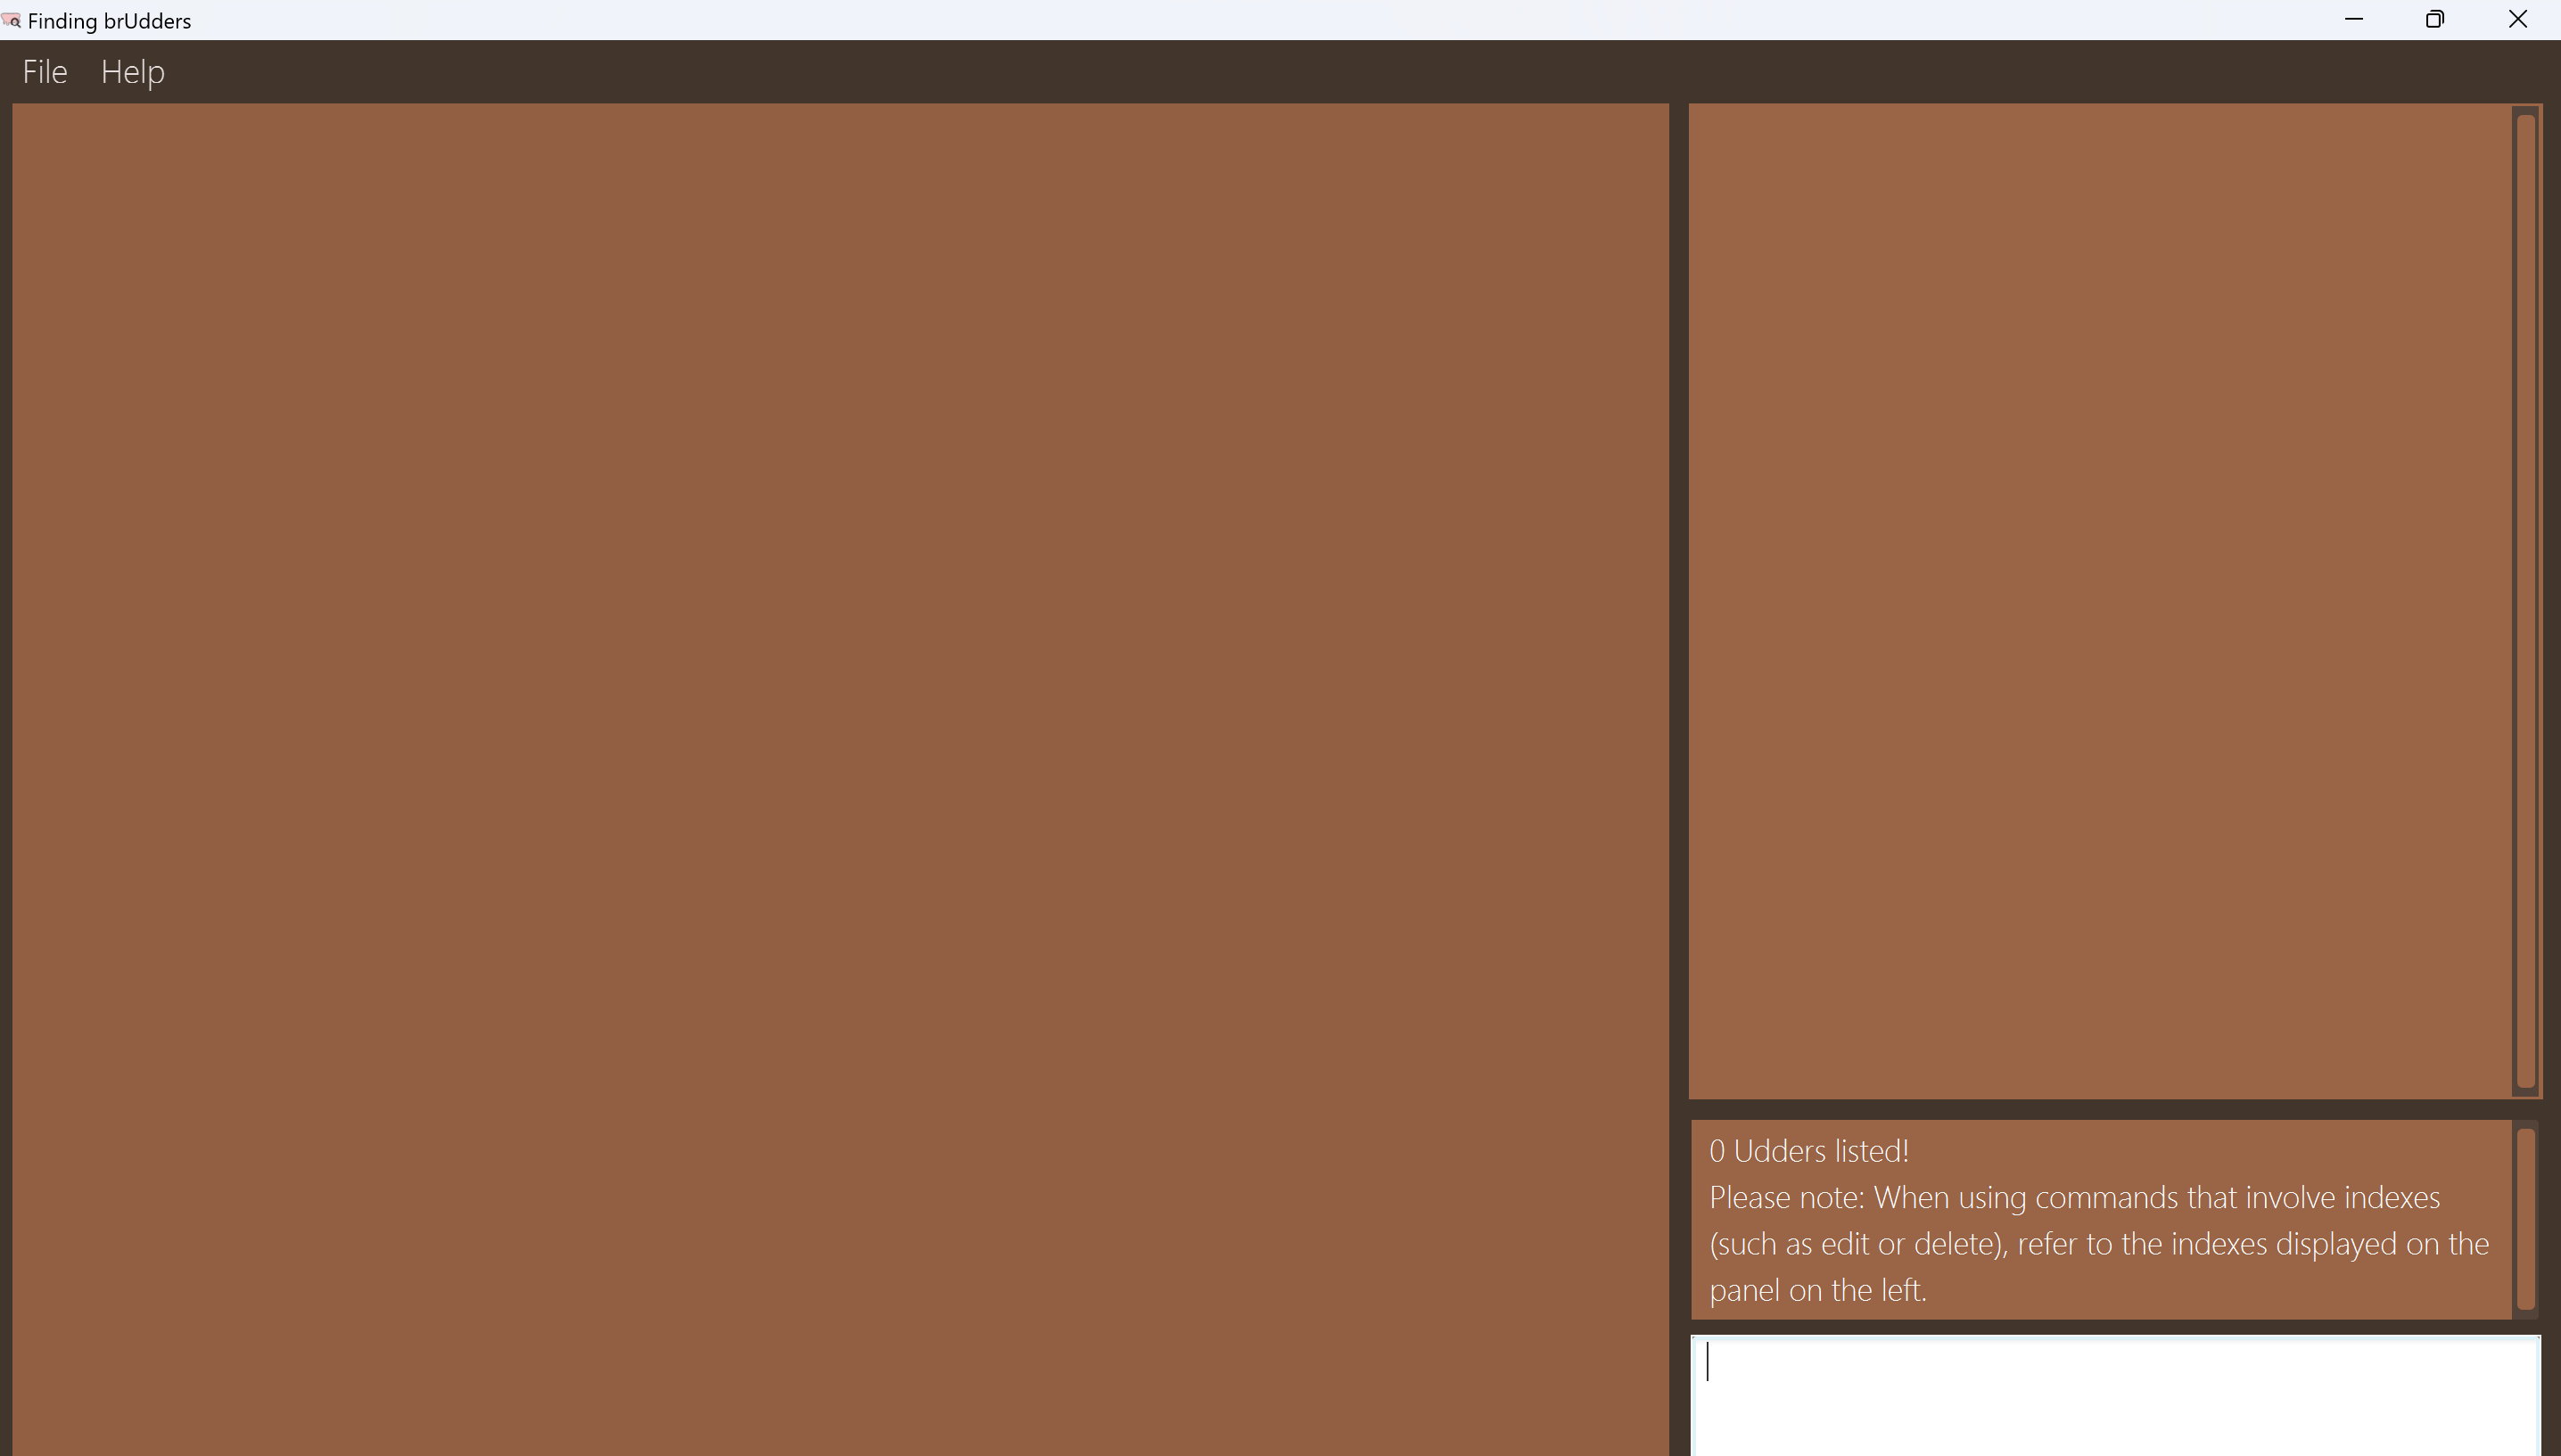 Finding brUdders
File Help
0 Udders listed!
Please note: When using commands that involve indexes
(such as edit or delete), refer to the indexes displayed on the
panel on the left.